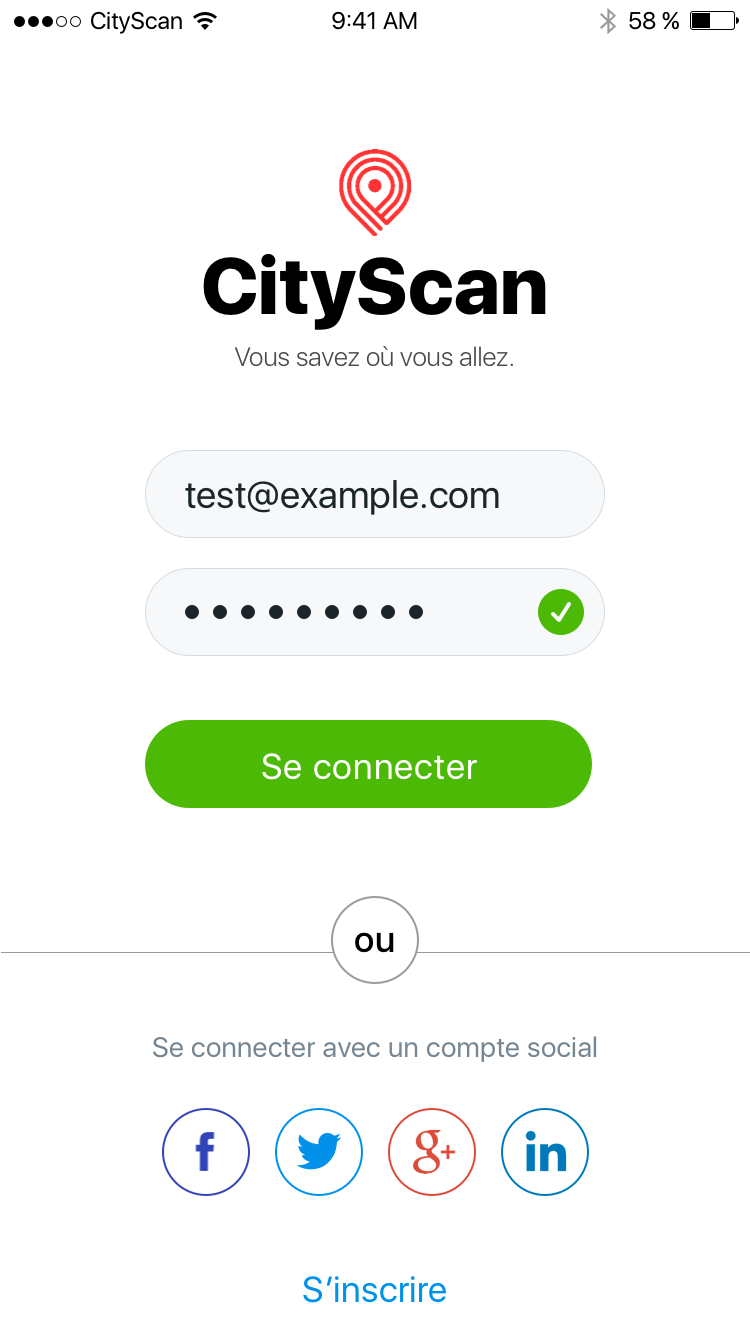 CityScan 9:41 AM 58 %
CityScan
Vous savez où vous allez.
test@example.com
Se connecter
ou
Se connecter avec un compte social
f g+ in
S’inscrire